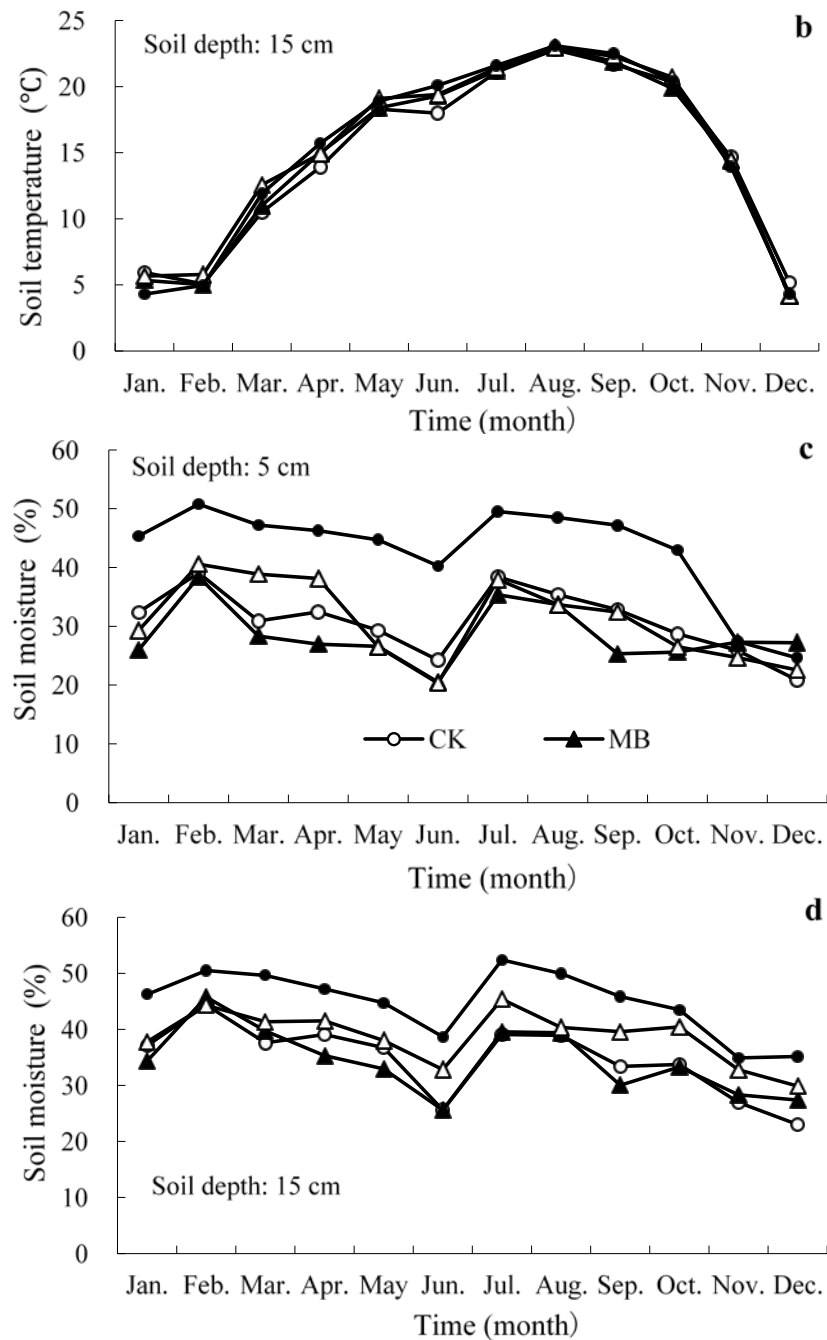 b
Soil depth: 15 cm
25
20
15
10
5
0
Soil temperature (℃)
Jan. Feb. Mar. Apr. May Jun. Jul. Aug. Sep. Oct. Nov. Dec.
Time (month)
c
Soil depth: 5 cm
60
50
40
30
20
10
0
Soil moisture (%)
CK MB
Jan. Feb. Mar. Apr. May Jun. Jul. Aug. Sep. Oct. Nov. Dec.
Time (month)
d
60
50
40
30
20
10
0
Soil moisture (%)
Soil depth: 15 cm
Jan. Feb. Mar. Apr. May Jun. Jul. Aug. Sep. Oct. Nov. Dec.
Time (month)